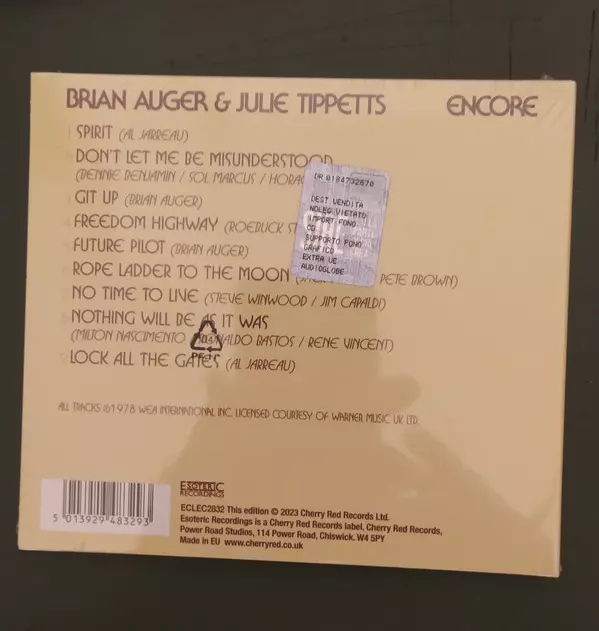 BRIAN AUGER & JULIE TIPPETTS ENCORE
SPIRIT (AL JARREAU)
DON'T LET ME BE MISUNDERSTOOD
(BENNIE BENJAMIN / SOL MARCUS /
GIT UP (BRIAN AUGER)
FREEDOM HIGHWAY (ROEBUCK
FUTURE PILOT (BRIAN AUGER)
ROPE LADDER TO THE MOON PETE BROWN)
NO TIME TO LIVE (STEVE WINWOOD / JIM CAPALDI)
NOTHING WILL BE AS IT WAS
(MILTON NASCIMENTO / BASTOS / RENE VINCENT)
9 LOCK ALL THE GATES (AL JARREAU)
DR 0184732670
DEST VENDITA
NOLEG VIETATO
IMPORT FONO
CD
SUPPORTO FONO
GRAFICO
EXTRA UE
AUDIOGLOBE
ALL TRACKS ℗1978 WEA INTERNATIONAL INC. LICENSED COURTESY OF WARNER MUSIC UK LTD.
5 013929 483293
ESOTERIC
RECORDINGS
ECLEC2832 This edition © 2023 Cherry Red Records Ltd.
Esoteric Recordings is a Cherry Red Records label, Cherry Red Records,
Power Road Studios, 114 Power Road, Chiswick. W4 5PY
Made in EU www.cherryred.co.uk